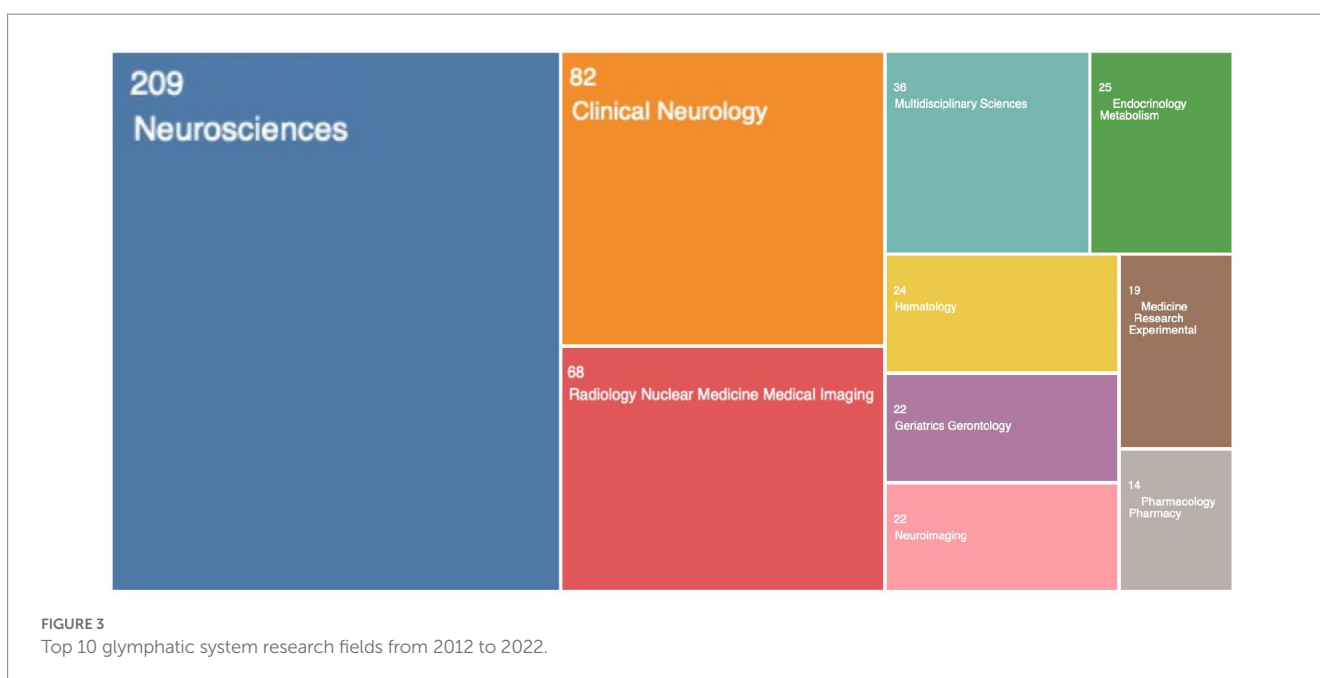 209
Neurosciences
82
Clinical Neurology
68
Radiology Nuclear Medicine Medical Imaging
36
Multidisciplinary Sciences
25
Endocrinology
Metabolism
24
Hematology
22
Geriatrics Gerontology
22
Neuroimaging
19
Medicine
Research
Experimental
14
Pharmacology
Pharmacy
FIGURE 3
Top 10 glymphatic system research fields from 2012 to 2022.